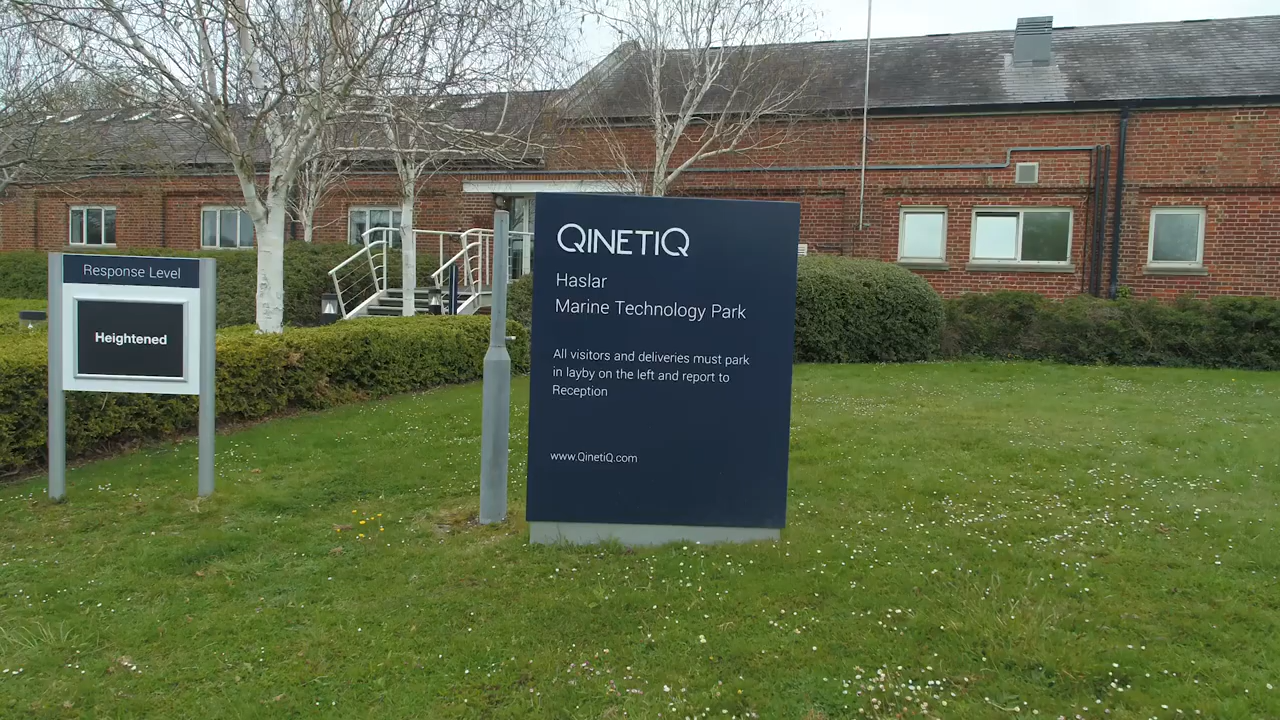 Response Level
Heightened
QINETIQ
Haslar
Marine Technology Park
All visitors and deliveries must park
in layby on the left and report to
Reception
www.QinetiQ.com